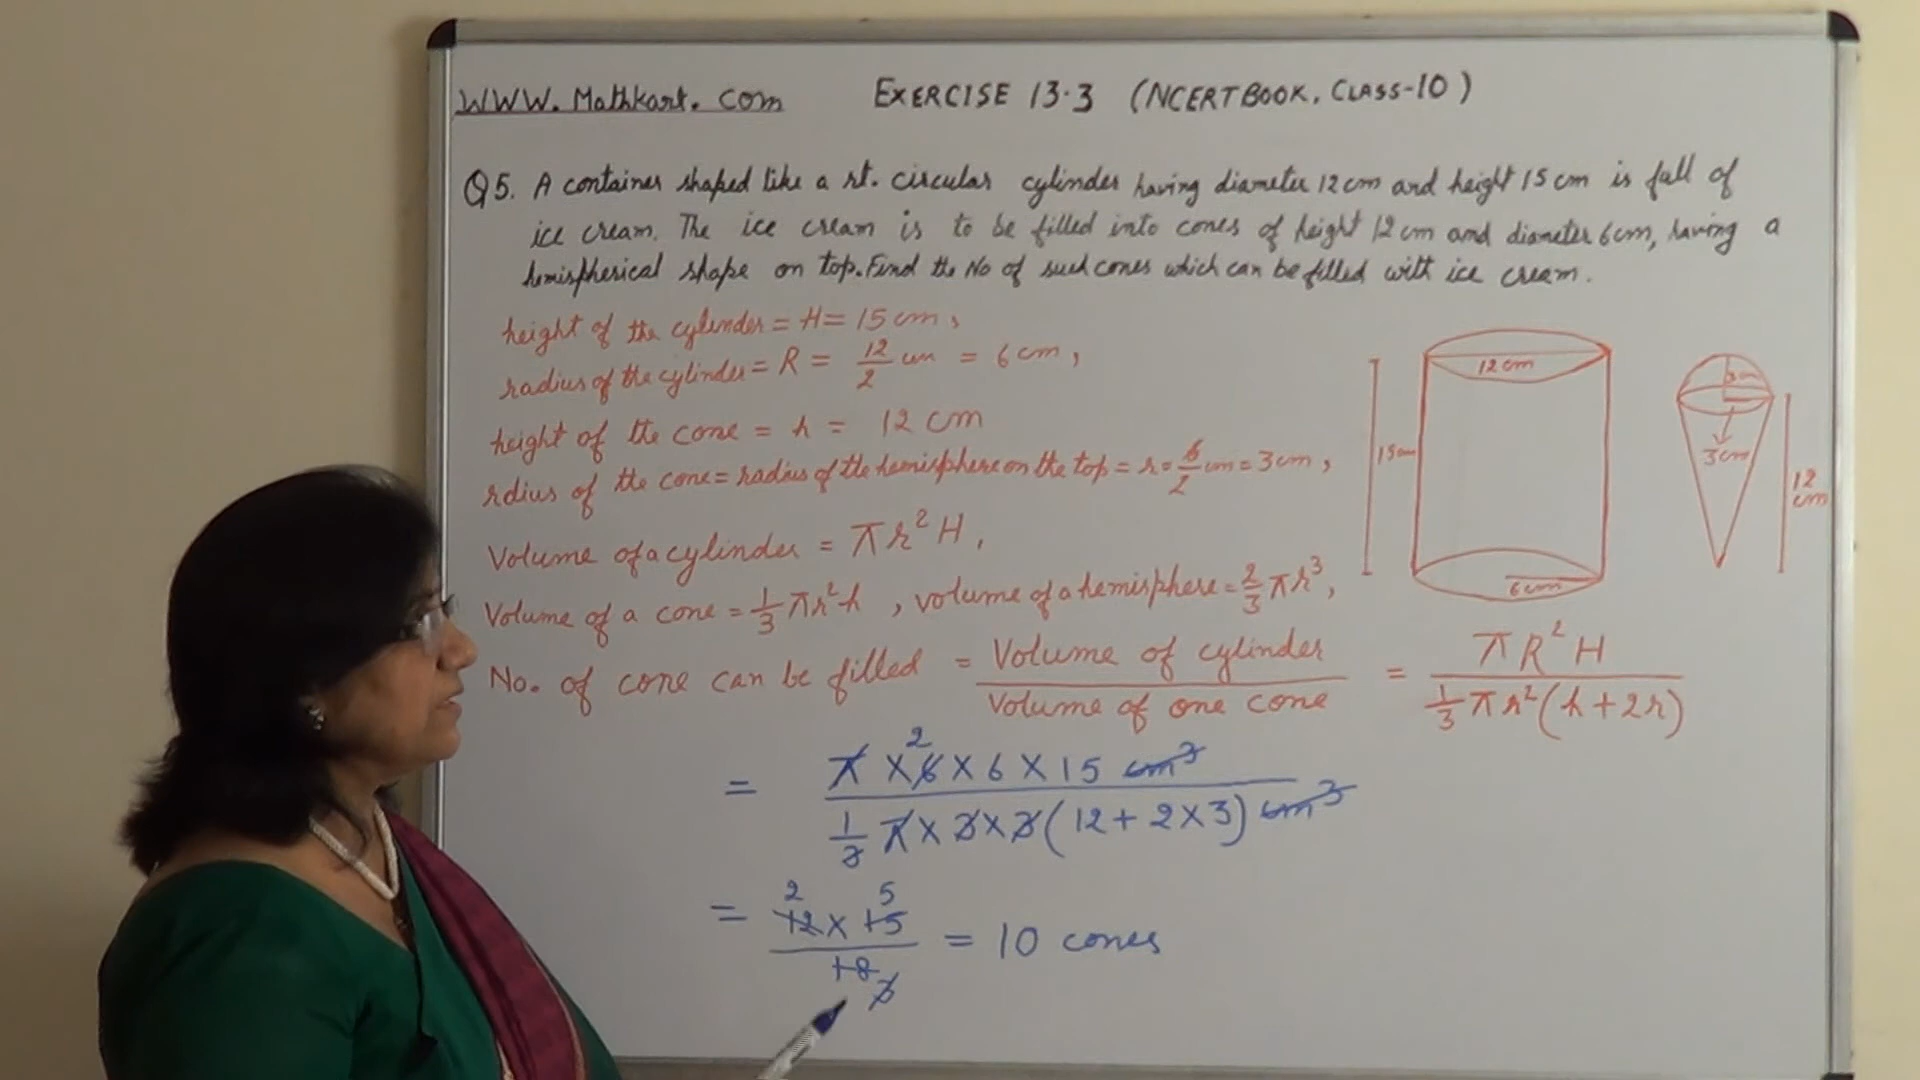 WWW. Mathkart. com EXERCISE 13.3 (NCERT BOOK, CLASS-10)
Q5. A container shaped like a rt. circular cylinder having diameter 12 cm and height 15 cm is full of
ice cream. The ice cream is to be filled into cones of height 12 cm and diameter 6cm, having a
hemispherical shape on top. Find the No of such cones which can be filled with ice cream.
height of the cylinder = H = 15 cm,
radius of the cylinder = R = 12/2 cm = 6 cm,
height of the cone = h = 12 cm
rdius of the cone = radius of the hemisphere on the top = r = 6/2 cm = 3 cm,
Volume of a cylinder = πr²H,
Volume of a cone = 1/3 πr²h, volume of a hemisphere = 2/3 πr³,
No. of cone can be filled = Volume of cylinder / Volume of one cone = πR²H / 1/3 πr²(h+2r)
= π × 6 × 6 × 15 cm³ / 1/3 π × 3 × 3 (12 + 2 × 3) cm³
2
= 12 × 15 / 18 = 10 cones
2 5
3
12 cm
15 cm
6 cm
3cm
3cm
12 cm